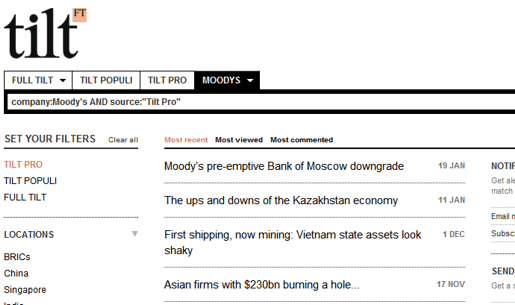 tilt FT
FULL TILT TILT POPULI TILT PRO MOODYS
company:Moody's AND source:"Tilt Pro"
SET YOUR FILTERS Clear all
TILT PRO
TILT POPULI
FULL TILT
LOCATIONS
BRICs
China
Singapore
India
Most recent Most viewed Most commented
Moody's pre-emptive Bank of Moscow downgrade 19 JAN
The ups and downs of the Kazakhstan economy 11 JAN
First shipping, now mining: Vietnam state assets look 1 DEC
shaky
Asian firms with $230bn burning a hole... 17 NOV
NOTIF
Get ale
match
Email n
Subsc
SEND
Get a s